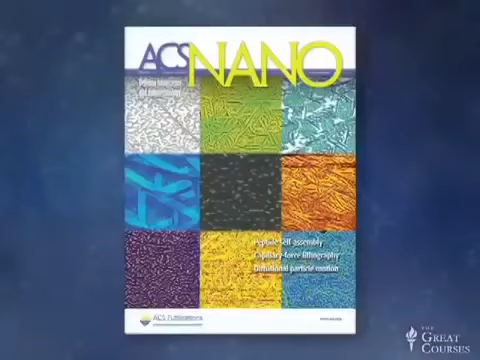 ACS NANO
Peptide self-assembly
Capillary-force lithography
Diffusional particle motion
ACS Publications
THE
GREAT
COURSES